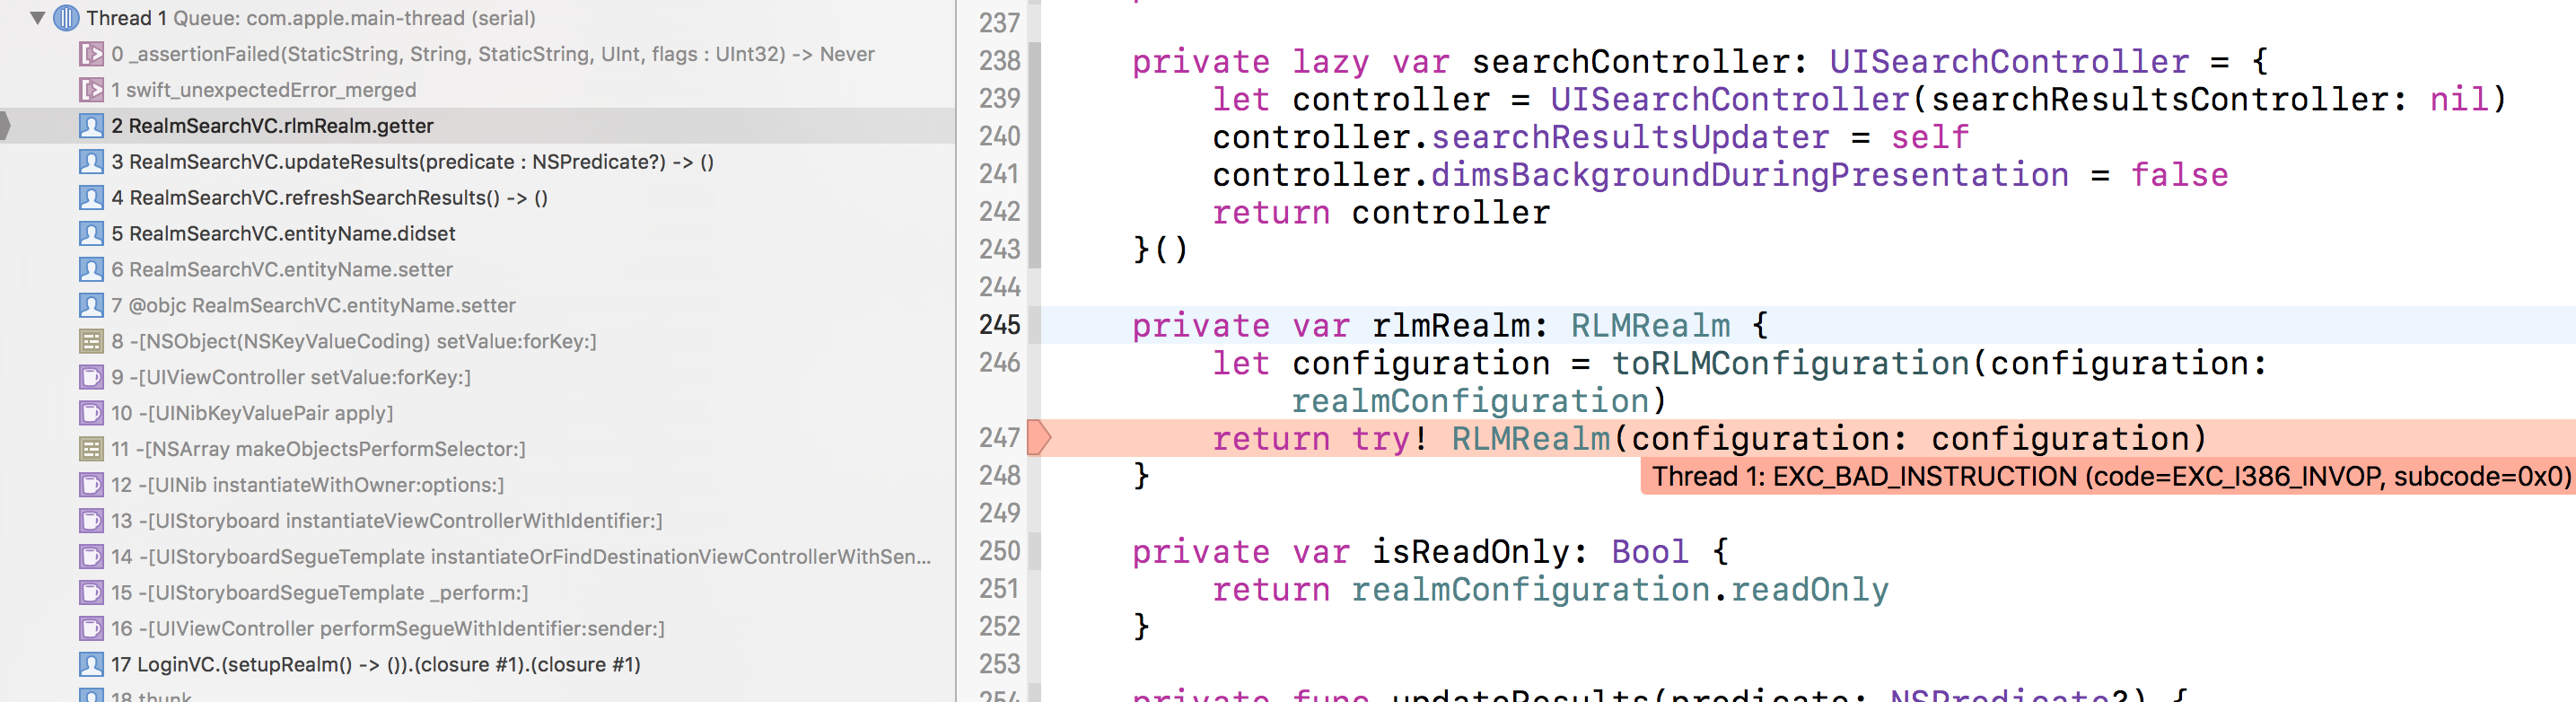 Thread 1 Queue: com.apple.main-thread (serial)
0 _assertionFailed(StaticString, String, StaticString, UInt, flags : UInt32) -> Never
1 swift_unexpectedError_merged
2 RealmSearchVC.rlmRealm.getter
3 RealmSearchVC.updateResults(predicate : NSPredicate?) -> ()
4 RealmSearchVC.refreshSearchResults() -> ()
5 RealmSearchVC.entityName.didset
6 RealmSearchVC.entityName.setter
7 @objc RealmSearchVC.entityName.setter
8 -[NSObject(NSKeyValueCoding) setValue:forKey:]
9 -[UIViewController setValue:forKey:]
10 -[UINibKeyValuePair apply]
11 -[NSArray makeObjectsPerformSelector:]
12 -[UINib instantiateWithOwner:options:]
13 -[UIStoryboard instantiateViewControllerWithIdentifier:]
14 -[UIStoryboardSegueTemplate instantiateOrFindDestinationViewControllerWithSen...
15 -[UIStoryboardSegueTemplate _perform:]
16 -[UIViewController performSegueWithIdentifier:sender:]
17 LoginVC.(setupRealm() -> ()).(closure #1).(closure #1)
18 thunk
237
238 private lazy var searchController: UISearchController = {
239 let controller = UISearchController(searchResultsController: nil)
240 controller.searchResultsUpdater = self
241 controller.dimsBackgroundDuringPresentation = false
242 return controller
243 }()
244
245 private var rlmRealm: RLMRealm {
246 let configuration = toRLMConfiguration(configuration:
realmConfiguration)
247 return try! RLMRealm(configuration: configuration)
248 }
Thread 1: EXC_BAD_INSTRUCTION (code=EXC_I386_INVOP, subcode=0x0)
249
250 private var isReadOnly: Bool {
251 return realmConfiguration.readOnly
252 }
253
254 private func updateResults(predicate: NSPredicate?) {